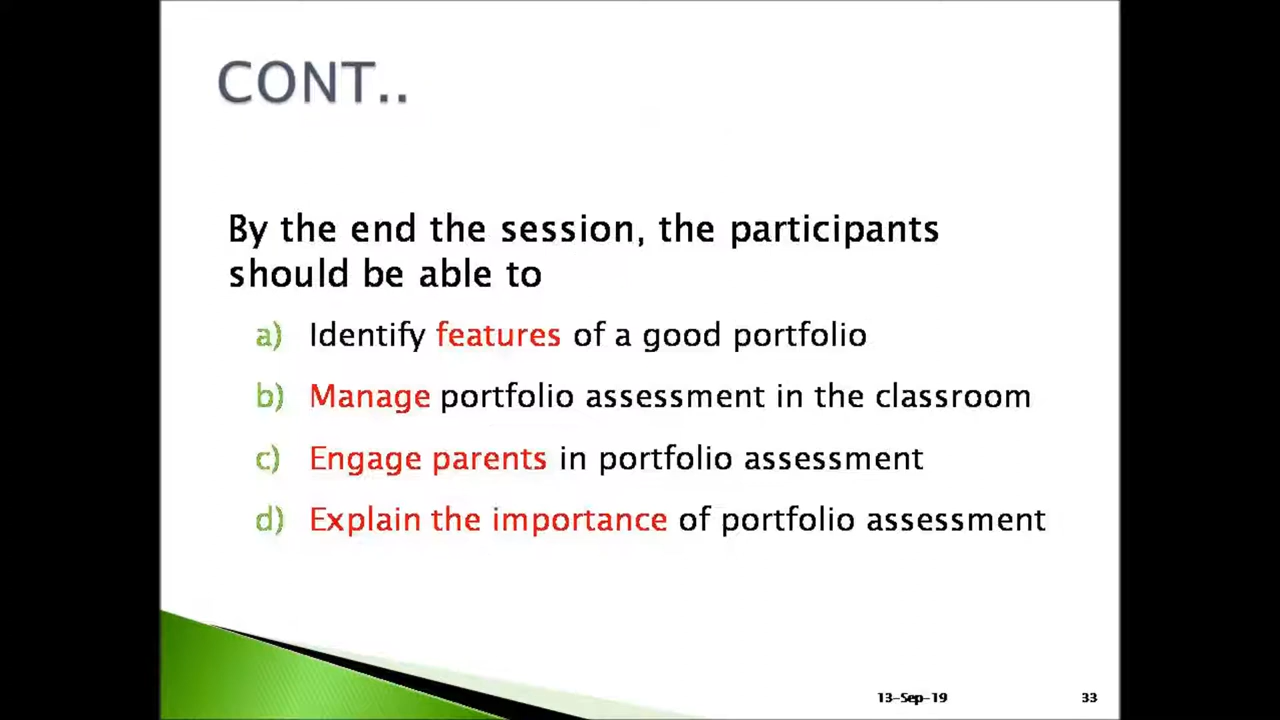 CONT..
By the end the session, the participants
should be able to
a) Identify features of a good portfolio
b) Manage portfolio assessment in the classroom
c) Engage parents in portfolio assessment
d) Explain the importance of portfolio assessment
13-Sep-19 33